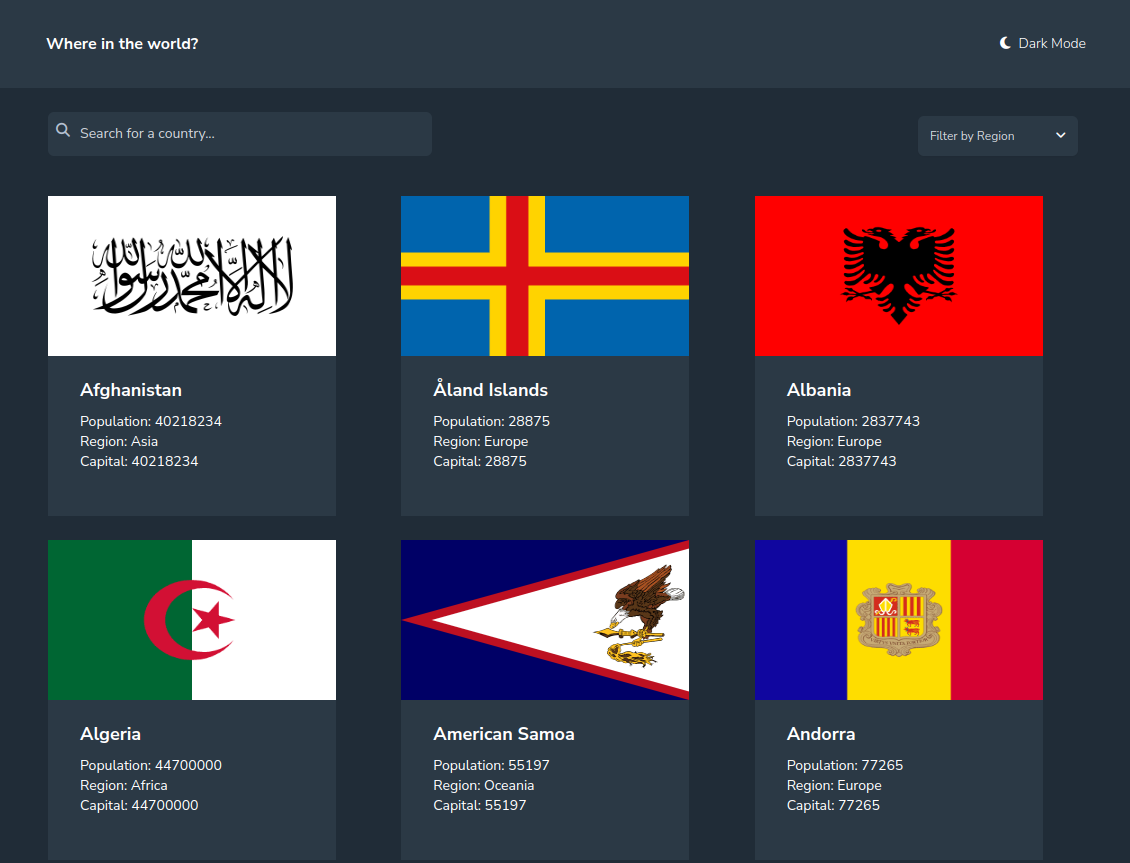 Where in the world?
Dark Mode
Search for a country...
Filter by Region
لا إله إلا الله محمد رسول الله
Afghanistan
Population: 40218234
Region: Asia
Capital: 40218234
Åland Islands
Population: 28875
Region: Europe
Capital: 28875
Albania
Population: 2837743
Region: Europe
Capital: 2837743
Algeria
Population: 44700000
Region: Africa
Capital: 44700000
American Samoa
Population: 55197
Region: Oceania
Capital: 55197
Andorra
Population: 77265
Region: Europe
Capital: 77265